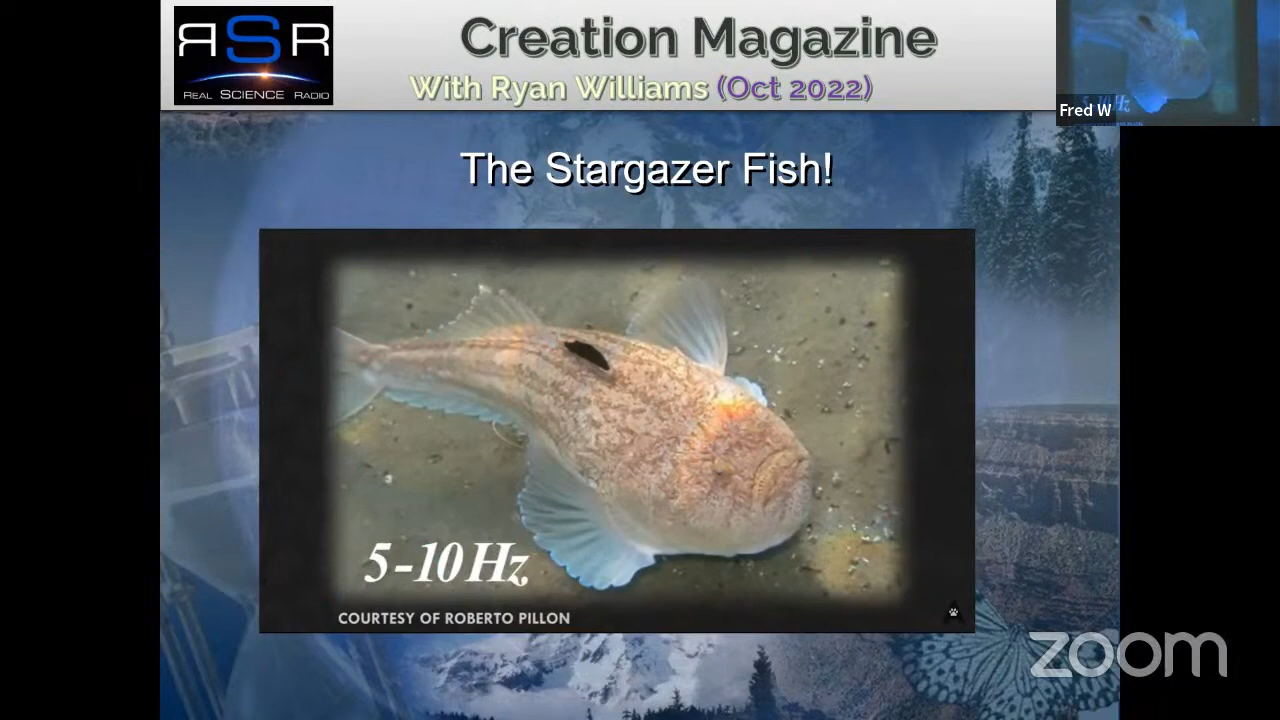 RSR
REAL SCIENCE RADIO
Creation Magazine
With Ryan Williams (Oct 2022)
Fred W
The Stargazer Fish!
5-10 Hz
COURTESY OF ROBERTO PILLON
zoom